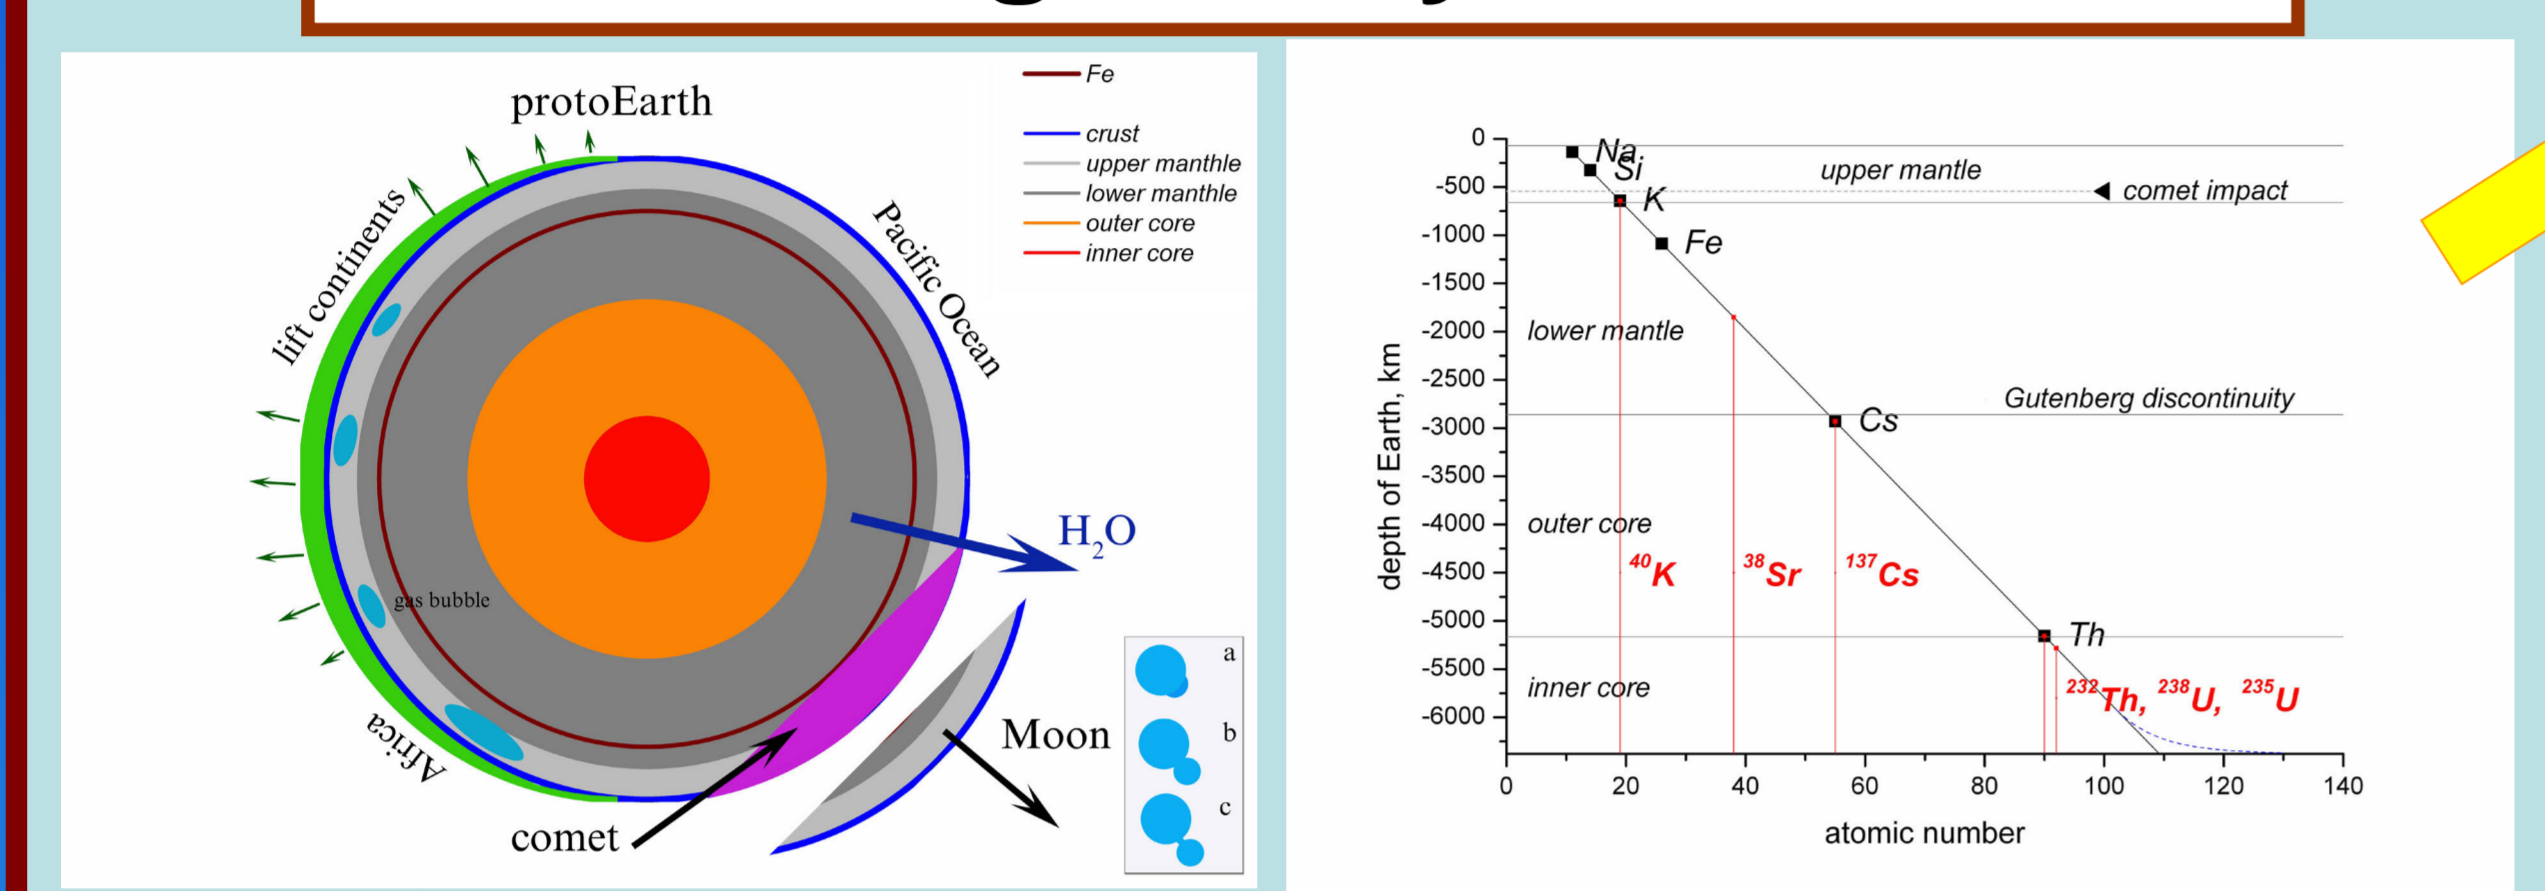 protoEarth
Fe
crust
upper manthle
lower manthle
outer core
inner core
lift continents
Pacific Ocean
H₂O
gas bubble
Africa
comet
Moon
a
b
c
0
-500
-1000
-1500
-2000
-2500
-3000
-3500
-4000
-4500
-5000
-5500
-6000
depth of Earth, km
Na
Si
K
Fe
Cs
Th
upper mantle
comet impact
lower mantle
Gutenberg discontinuity
outer core
⁴⁰K
³⁸Sr
¹³⁷Cs
inner core
²³²Th, ²³⁸U, ²³⁵U
0 20 40 60 80 100 120 140
atomic number